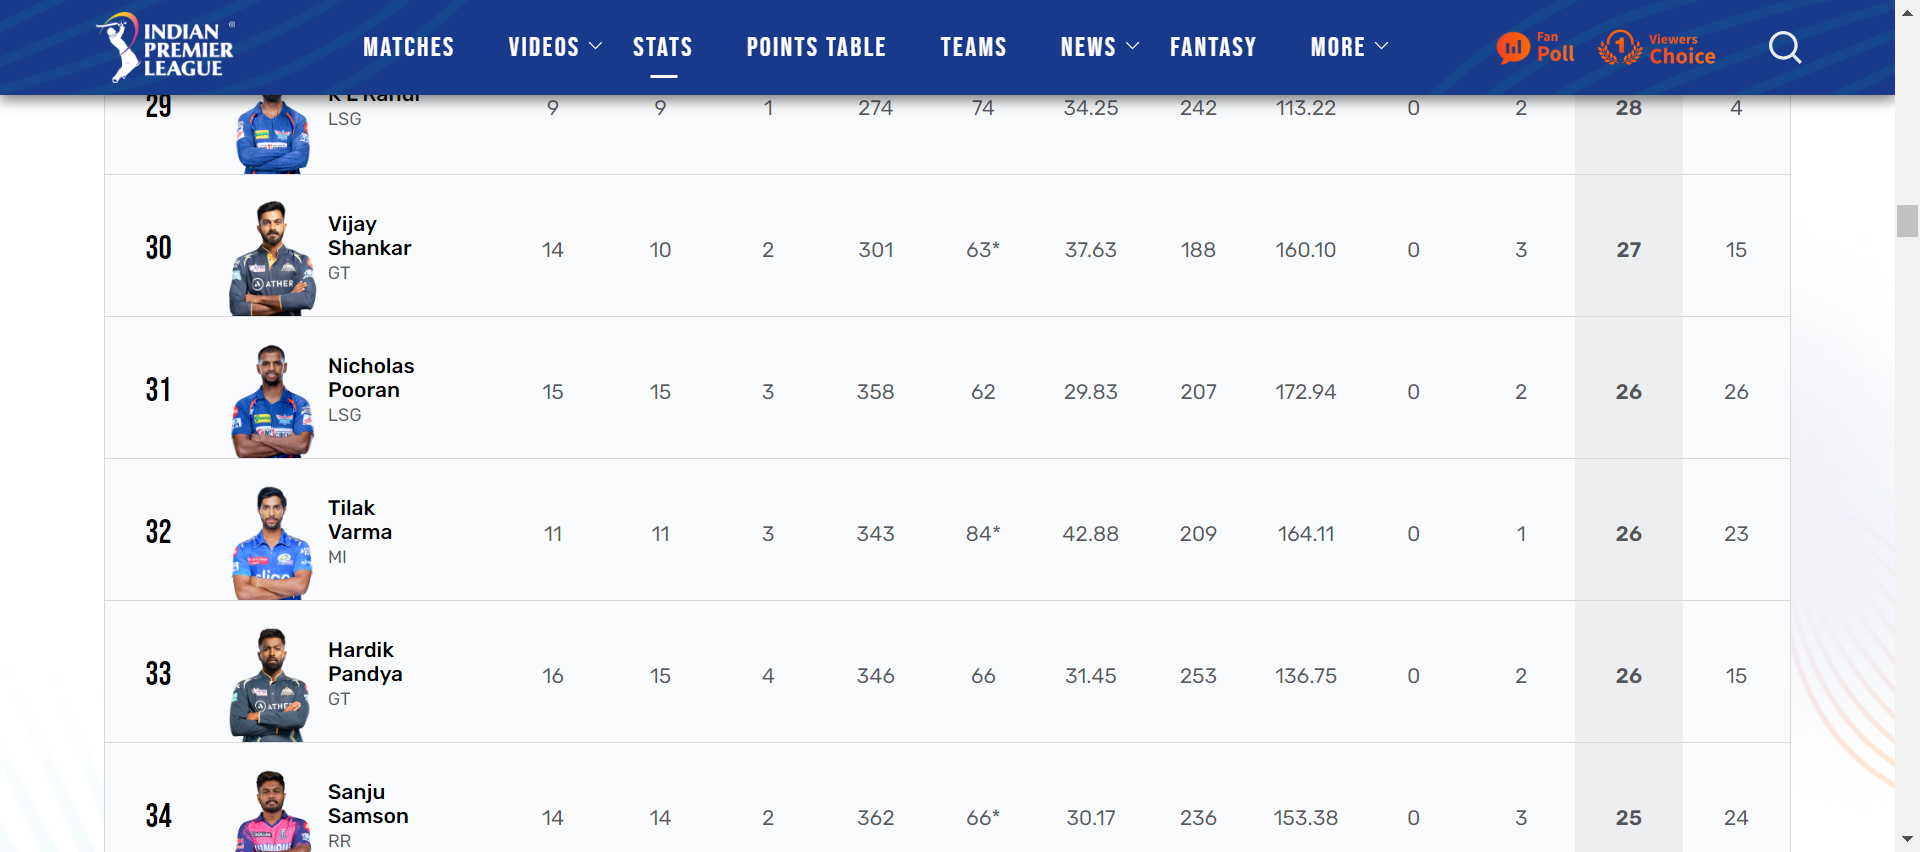 INDIAN
PREMIER
LEAGUE
®
MATCHES VIDEOS STATS POINTS TABLE TEAMS NEWS FANTASY MORE
Fan
Poll
1
Viewers
Choice
29 K L Rahul
LSG
9 9 1 274 74 34.25 242 113.22 0 2 28 4
30 Vijay
Shankar
GT
14 10 2 301 63* 37.63 188 160.10 0 3 27 15
ATHER
31 Nicholas
Pooran
LSG
15 15 3 358 62 29.83 207 172.94 0 2 26 26
32 Tilak
Varma
MI
11 11 3 343 84* 42.88 209 164.11 0 1 26 23
slice
33 Hardik
Pandya
GT
16 15 4 346 66 31.45 253 136.75 0 2 26 15
ATHE
34 Sanju
Samson
RR
14 14 2 362 66* 30.17 236 153.38 0 3 25 24